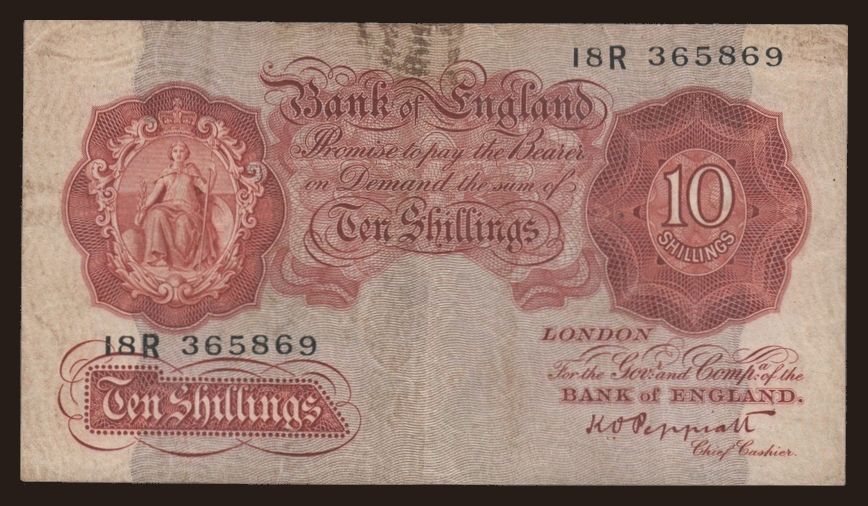 18R 365869
Bank of England
Promise to pay the Bearer
on Demand the sum of
Ten Shillings
10
SHILLINGS
18R 365869
Ten Shillings
LONDON
For the Govr. and Compa. of the
BANK of ENGLAND.
K O Peppiatt
Chief Cashier.